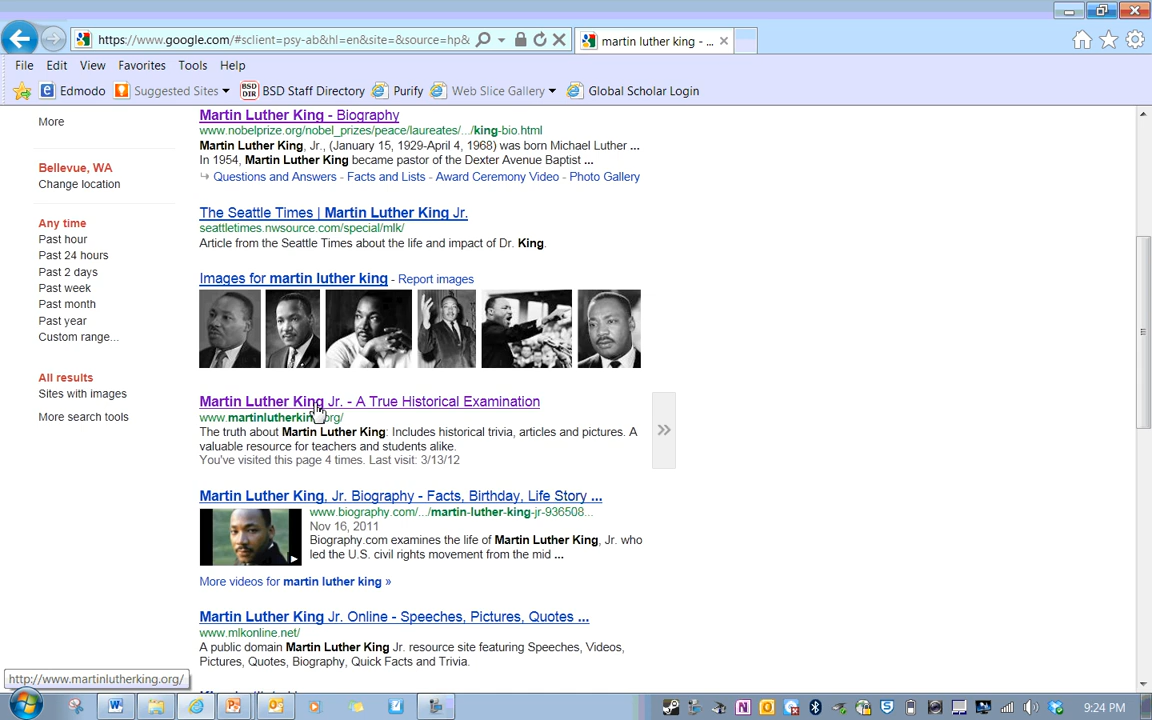 https://www.google.com/#sclient=psy-ab&hl=en&site=&source=hp&
martin luther king - ...
File Edit View Favorites Tools Help
Edmodo Suggested Sites BSD Staff Directory Purify Web Slice Gallery Global Scholar Login
BSD
DIR
More
Bellevue, WA
Change location
Any time
Past hour
Past 24 hours
Past 2 days
Past week
Past month
Past year
Custom range...
All results
Sites with images
More search tools
Martin Luther King - Biography
www.nobelprize.org/nobel_prizes/peace/laureates/.../king-bio.html
Martin Luther King, Jr., (January 15, 1929-April 4, 1968) was born Michael Luther ...
In 1954, Martin Luther King became pastor of the Dexter Avenue Baptist ...
Questions and Answers - Facts and Lists - Award Ceremony Video - Photo Gallery
The Seattle Times | Martin Luther King Jr.
seattletimes.nwsource.com/special/mlk/
Article from the Seattle Times about the life and impact of Dr. King.
Images for martin luther king - Report images
Martin Luther King Jr. - A True Historical Examination
www.martinlutherking.org/
The truth about Martin Luther King: Includes historical trivia, articles and pictures. A
valuable resource for teachers and students alike.
You've visited this page 4 times. Last visit: 3/13/12
Martin Luther King, Jr. Biography - Facts, Birthday, Life Story ...
www.biography.com/.../martin-luther-king-jr-936508...
Nov 16, 2011
Biography.com examines the life of Martin Luther King, Jr. who
led the U.S. civil rights movement from the mid ...
More videos for martin luther king »
Martin Luther King Jr. Online - Speeches, Pictures, Quotes ...
www.mlkonline.net/
A public domain Martin Luther King Jr. resource site featuring Speeches, Videos,
Pictures, Quotes, Biography, Quick Facts and Trivia.
http://www.martinlutherking.org/
9:24 PM